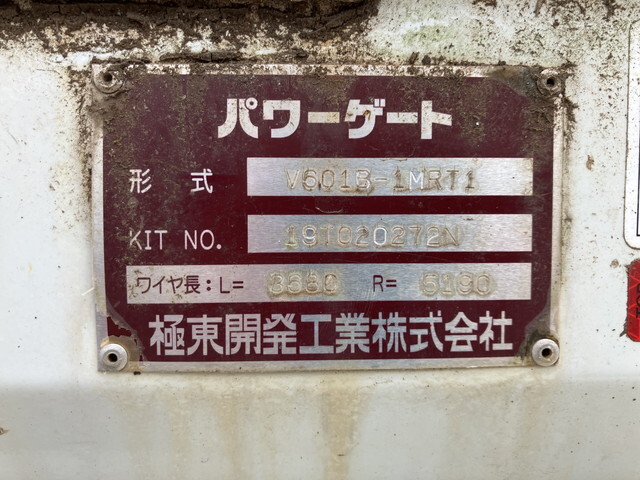 パワーゲート
形式 V601B-1MRT1
KIT NO. 19T020272N
ワイヤ長:L= 3550 R= 5190
極東開発工業株式会社